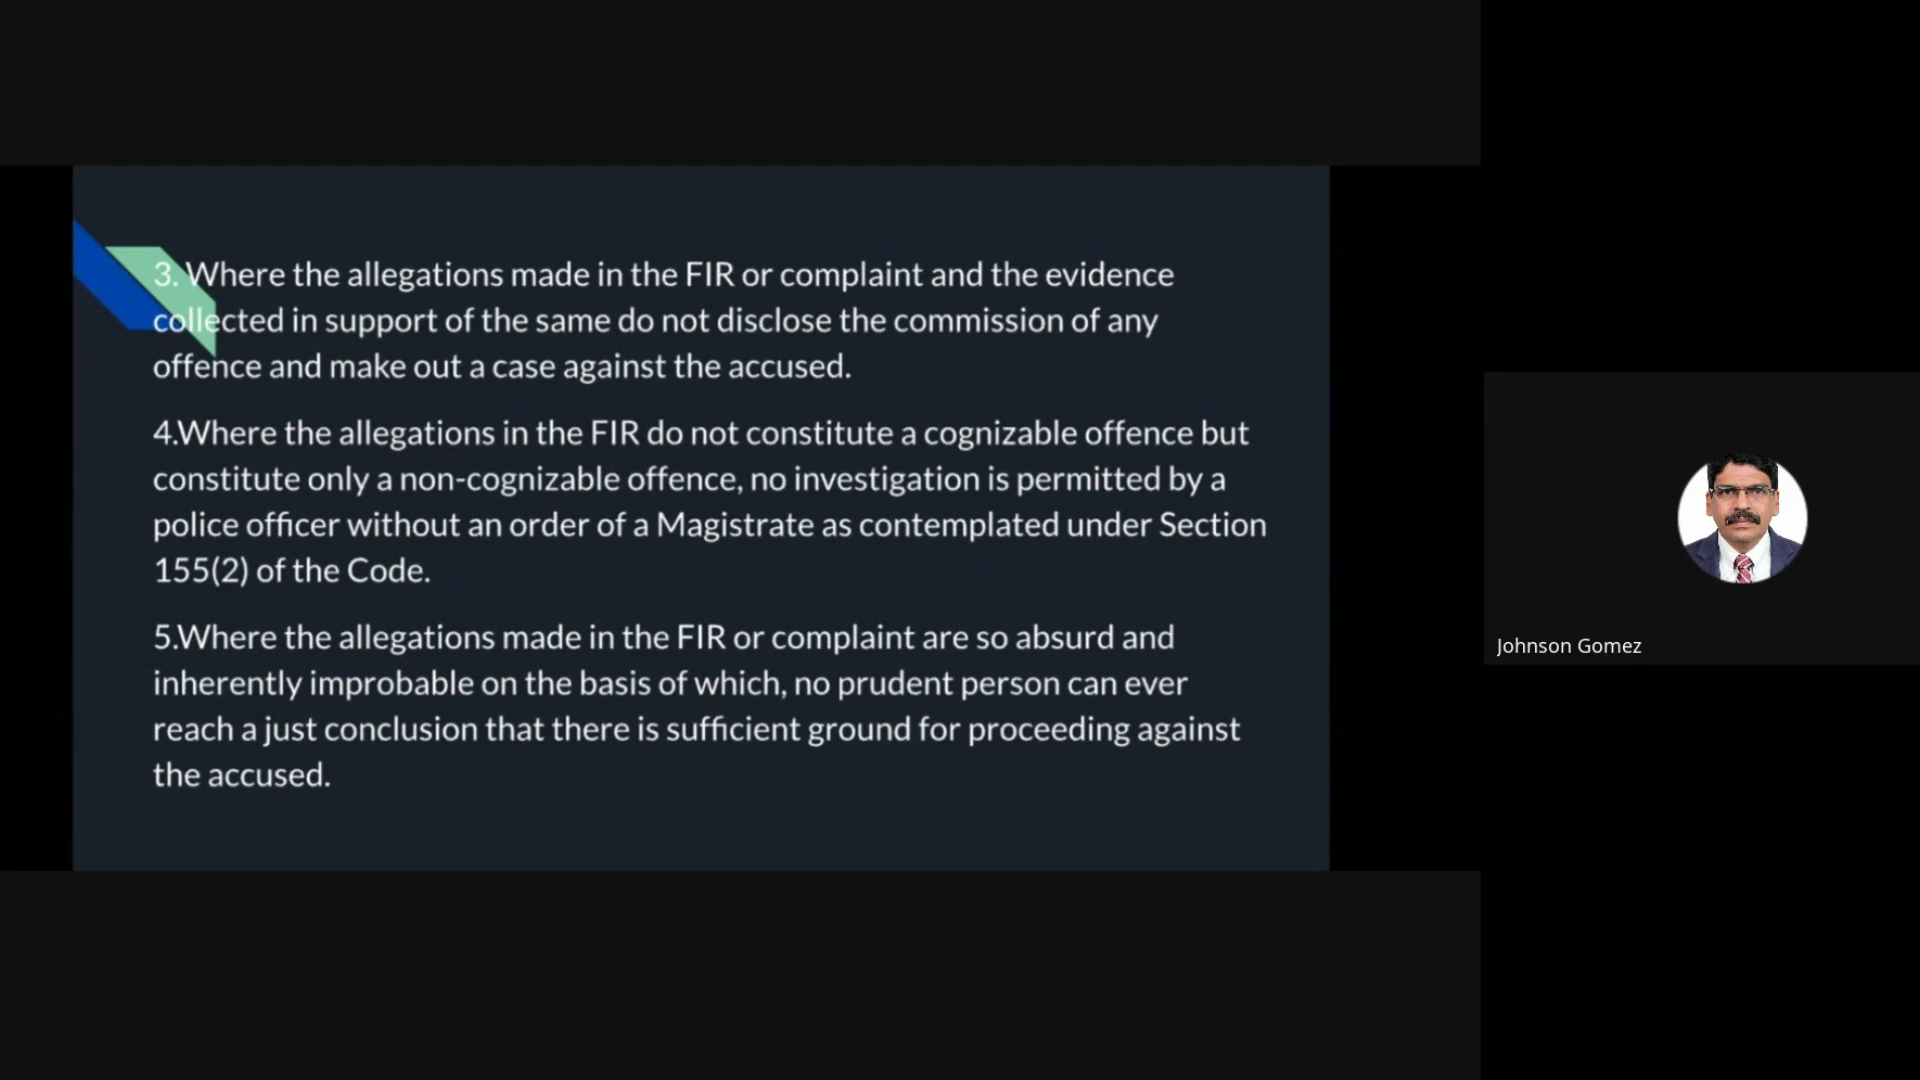 3. Where the allegations made in the FIR or complaint and the evidence
collected in support of the same do not disclose the commission of any
offence and make out a case against the accused.
4.Where the allegations in the FIR do not constitute a cognizable offence but
constitute only a non-cognizable offence, no investigation is permitted by a
police officer without an order of a Magistrate as contemplated under Section
155(2) of the Code.
5.Where the allegations made in the FIR or complaint are so absurd and
inherently improbable on the basis of which, no prudent person can ever
reach a just conclusion that there is sufficient ground for proceeding against
the accused.
Johnson Gomez